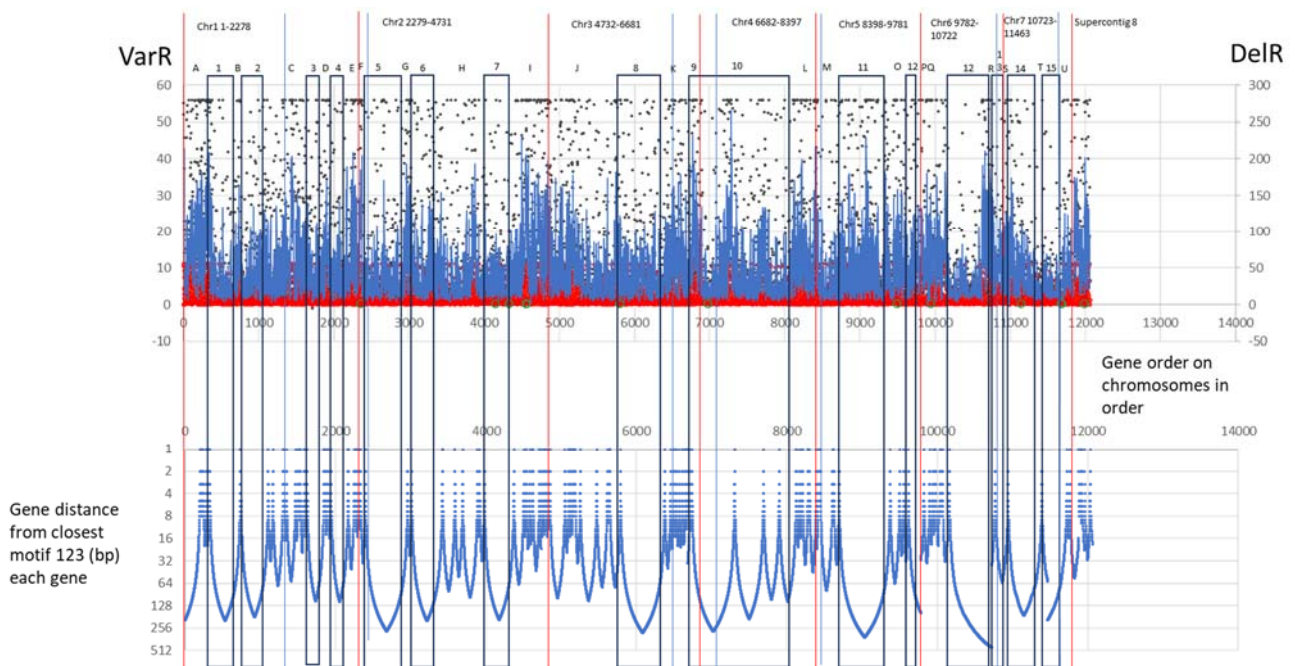 Chr1 1-2278
Chr2 2279-4731
Chr3 4732-6681
Chr4 6682-8397
Chr5 8398-9781
Chr6 9782-
10722
Chr7 10723-
11463
Supercontig 8
VarR
DelR
A 1 B 2 C 3 D 4 E F 5 G 6 H 7 I J 8 K 9 10 L M 11 O 12 P Q 12 R 1 3 S 14 T 15 U
60 300
50 250
40 200
30 150
20 100
10 50
0 0
0 1000 2000 3000 4000 5000 6000 7000 8000 9000 10000 11000 12000 13000 14000
-10 -50
Gene order on
chromosomes in
order
0 2000 4000 6000 8000 10000 12000 14000
1
2
4
8
16
32
64
128
256
512
Gene distance
from closest
motif 123 (bp)
each gene